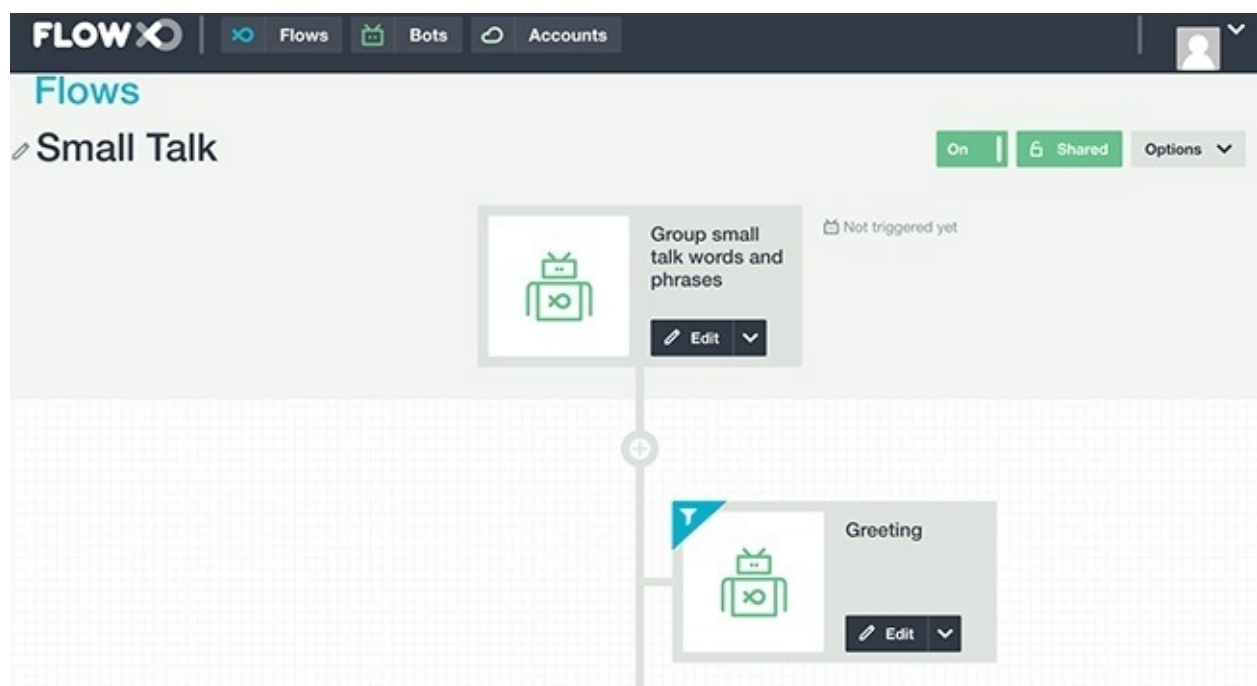 FLOW XO
Flows
Bots
Accounts
Flows
Small Talk
On
Shared
Options
Group small
talk words and
phrases
Not triggered yet
Edit
Greeting
Edit